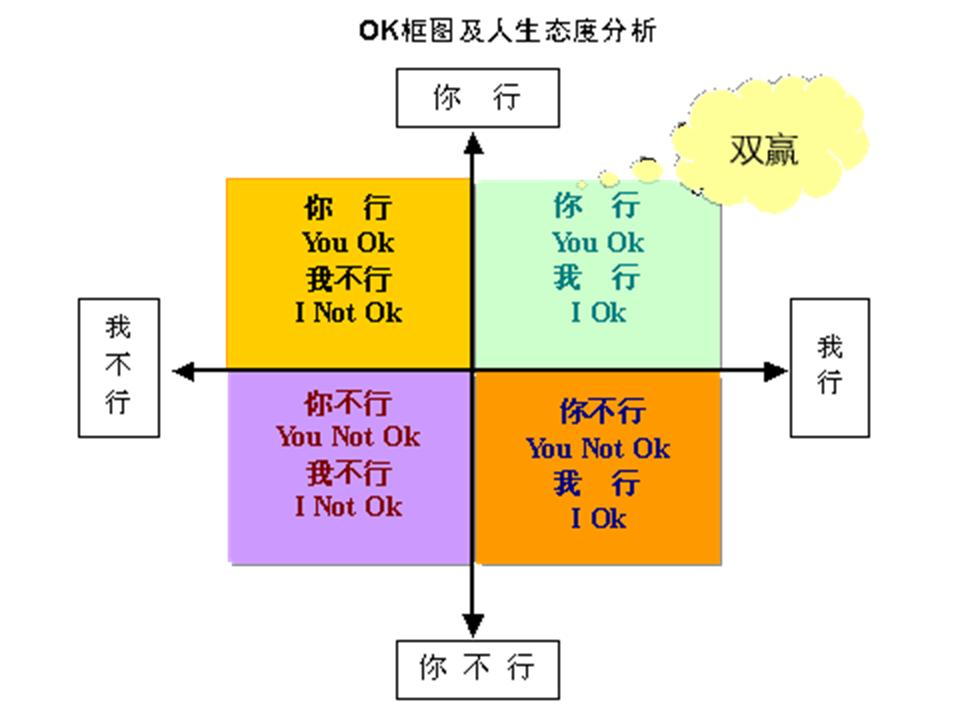 OK框图及人生态度分析
你 行
双赢
你 行
You Ok
我不行
I Not Ok
你 行
You Ok
我 行
I Ok
我
不
行
我
行
你不行
You Not Ok
我不行
I Not Ok
你不行
You Not Ok
我 行
I Ok
你 不 行